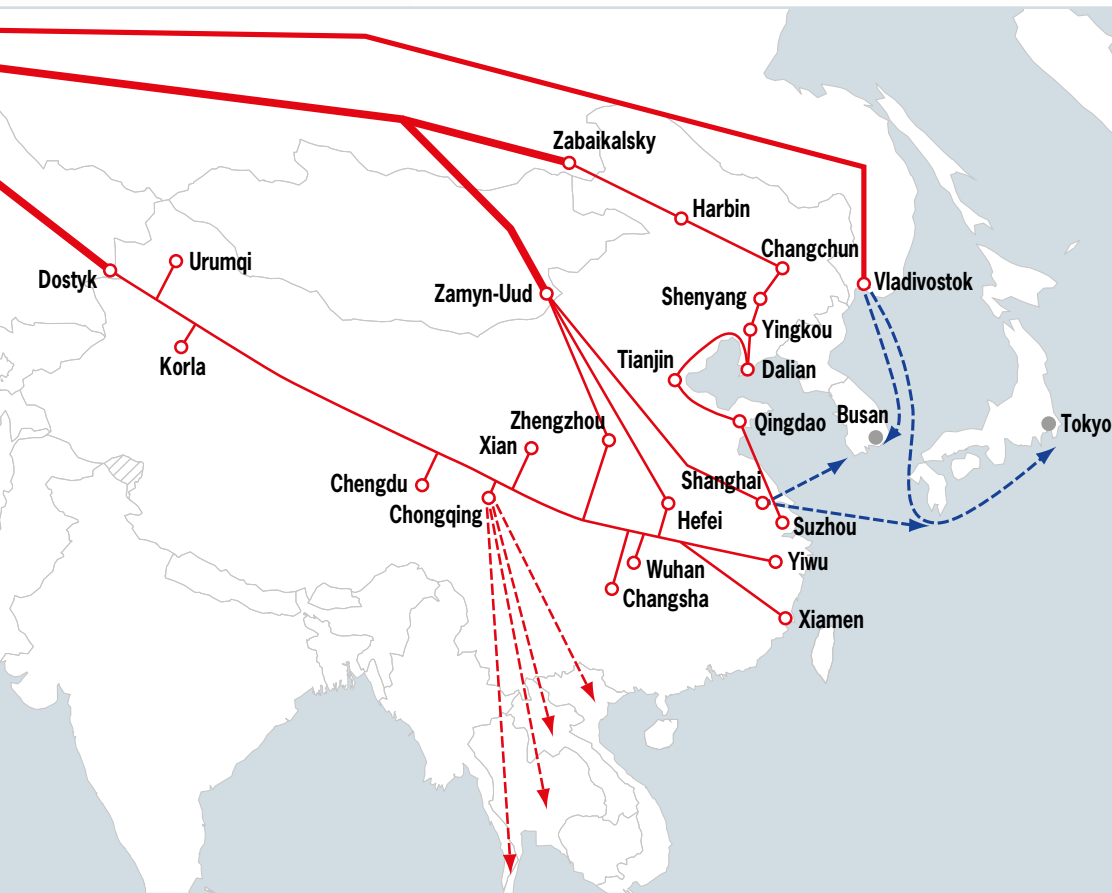 Zabaikalsky
Harbin
Changchun
Urumqi
Dostyk
Vladivostok
Zamyn-Uud
Shenyang
Yingkou
Tianjin
Korla
Dalian
Busan
Zhengzhou
Qingdao
Tokyo
Xian
Shanghai
Chengdu
Chongqing
Hefei
Suzhou
Yiwu
Wuhan
Changsha
Xiamen